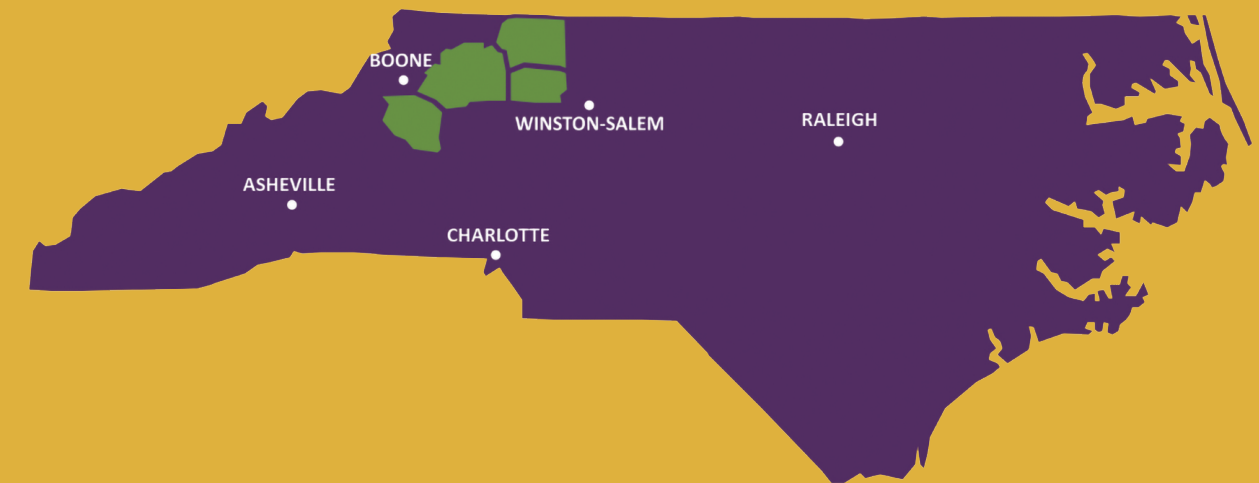 BOONE
RALEIGH
WINSTON-SALEM
ASHEVILLE
CHARLOTTE